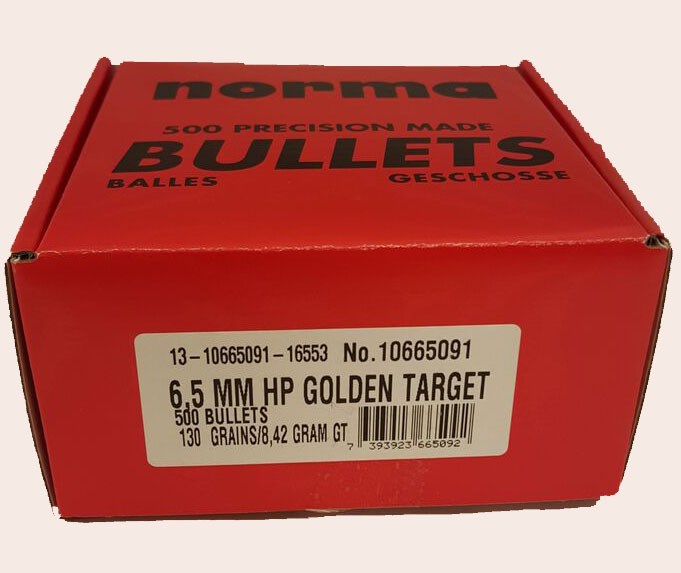 norma
500 PRECISION MADE
BULLETS
BALLES GESCHOSSE
13-10665091-16553 No.10665091
6,5 MM HP GOLDEN TARGET
500 BULLETS
130 GRAINS/8,42 GRAM GT
7 393923 665092